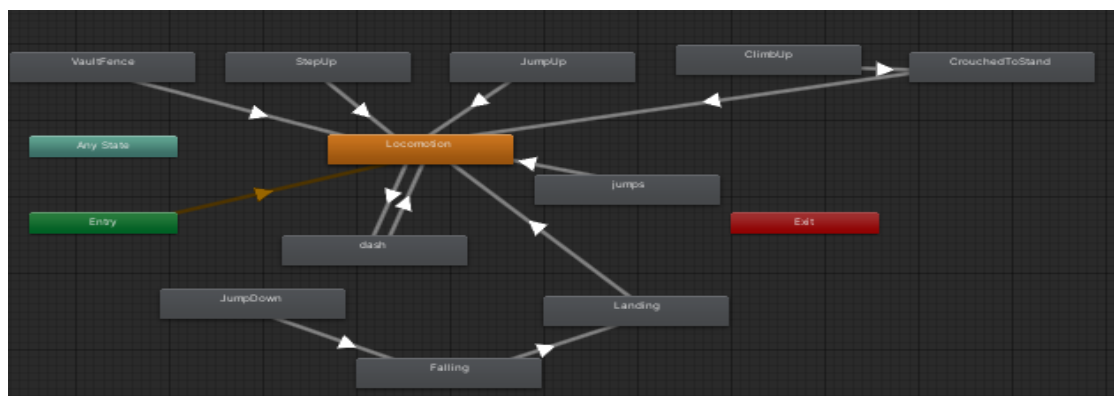 VaultFence
StepUp
JumpUp
ClimbUp
CrouchedToStand
Any State
Locomotion
jumps
Entry
Exit
dash
JumpDown
Landing
Falling